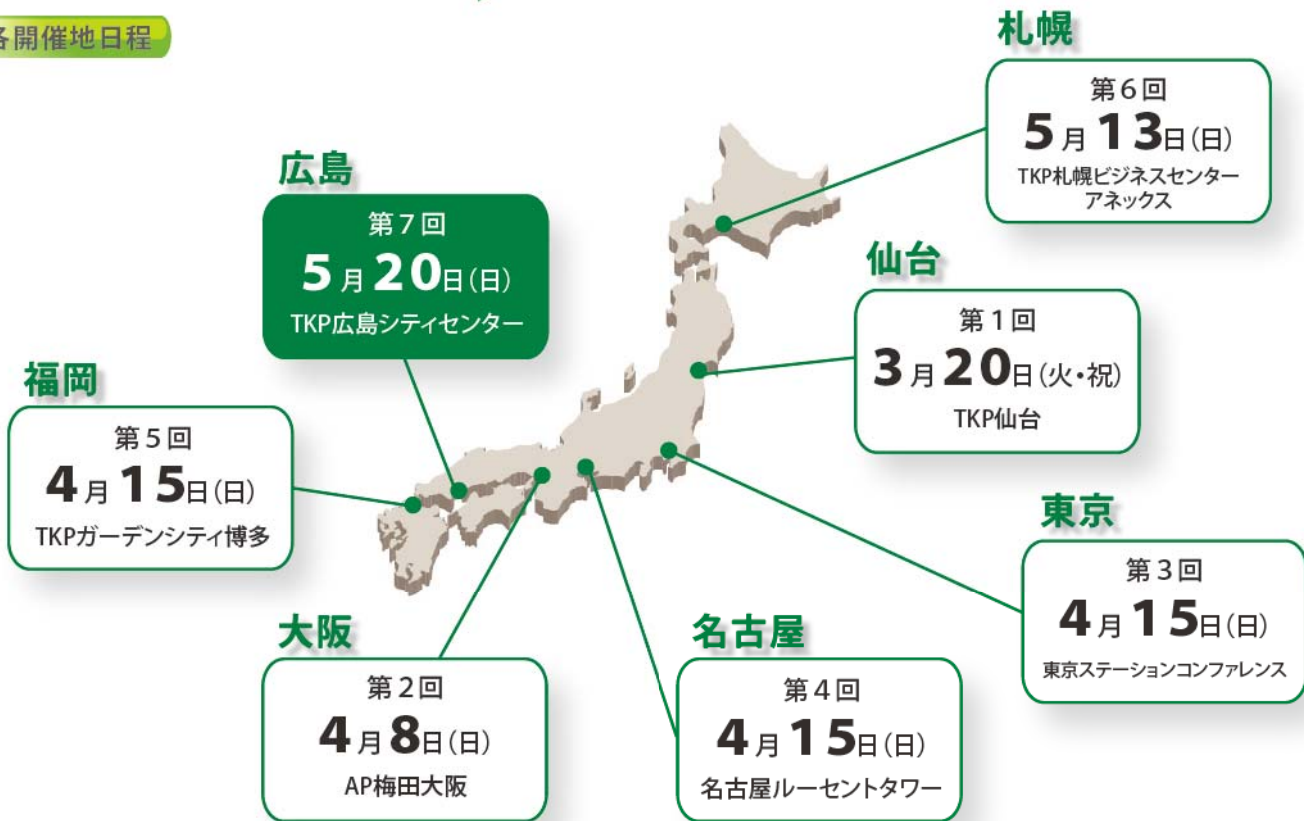 各開催地日程
札幌
第6回
5月13日(日)
TKP札幌ビジネスセンター
アネックス
広島
第7回
5月20日(日)
TKP広島シティセンター
仙台
第1回
3月20日(火・祝)
TKP仙台
福岡
第5回
4月15日(日)
TKPガーデンシティ博多
東京
第3回
4月15日(日)
東京ステーションコンファレンス
大阪
第2回
4月8日(日)
AP梅田大阪
名古屋
第4回
4月15日(日)
名古屋ルーセントタワー